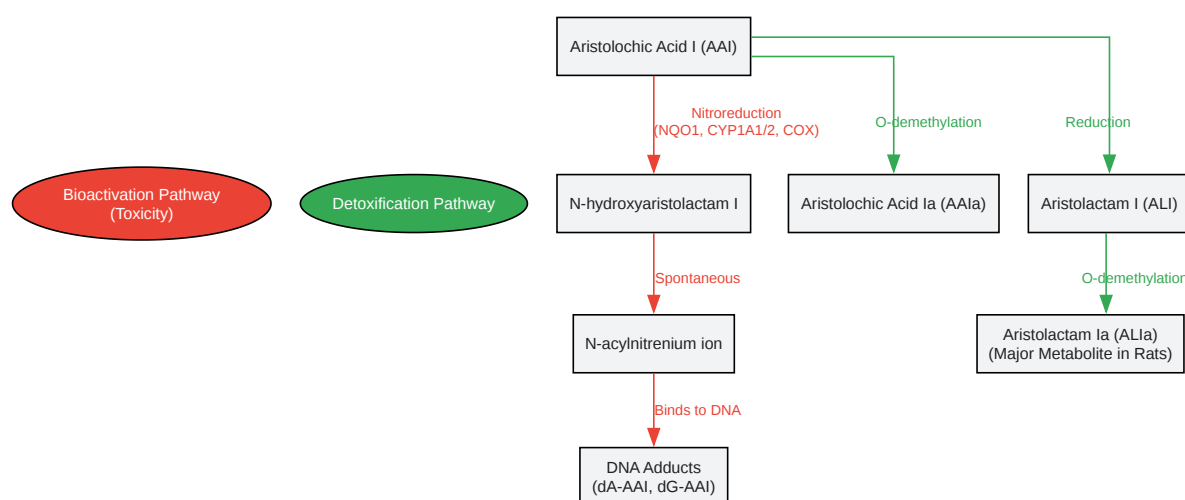 Aristolochic Acid I (AAI)
Nitroreduction
(NQO1, CYP1A1/2, COX)
O-demethylation
Reduction
Bioactivation Pathway
(Toxicity)
Detoxification Pathway
N-hydroxyaristolactam I
Aristolochic Acid Ia (AAIa)
Aristolactam I (ALI)
Spontaneous
O-demethylation
N-acylnitrenium ion
Aristolactam Ia (ALIa)
(Major Metabolite in Rats)
Binds to DNA
DNA Adducts
(dA-AAI, dG-AAI)